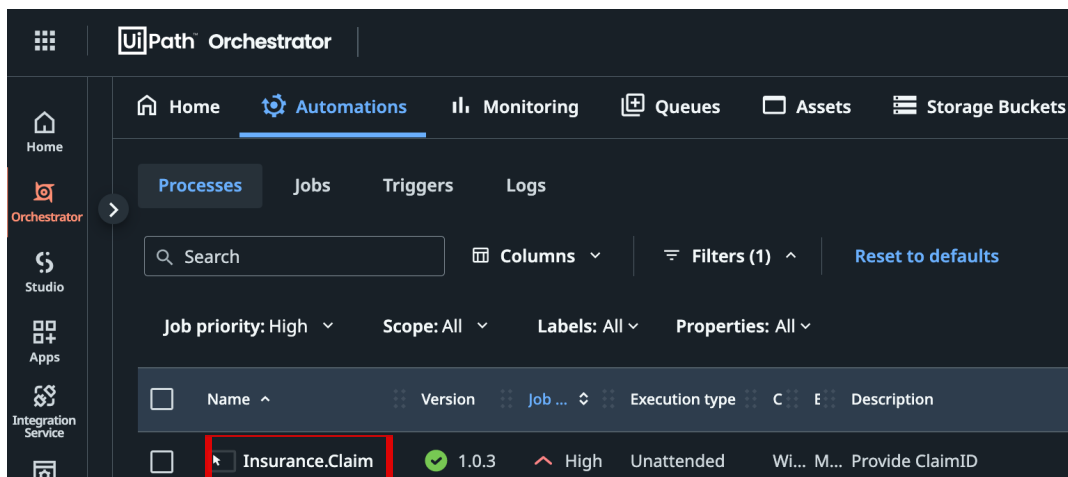 UiPath™ Orchestrator
Home Automations Monitoring Queues Assets Storage Buckets
Home
Orchestrator
Studio
Apps
Integration
Service
Processes Jobs Triggers Logs
Search Columns Filters (1) Reset to defaults
Job priority: High Scope: All Labels: All Properties: All
Name Version Job ... Execution type C E Description
Insurance.Claim 1.0.3 High Unattended Wi... M... Provide ClaimID